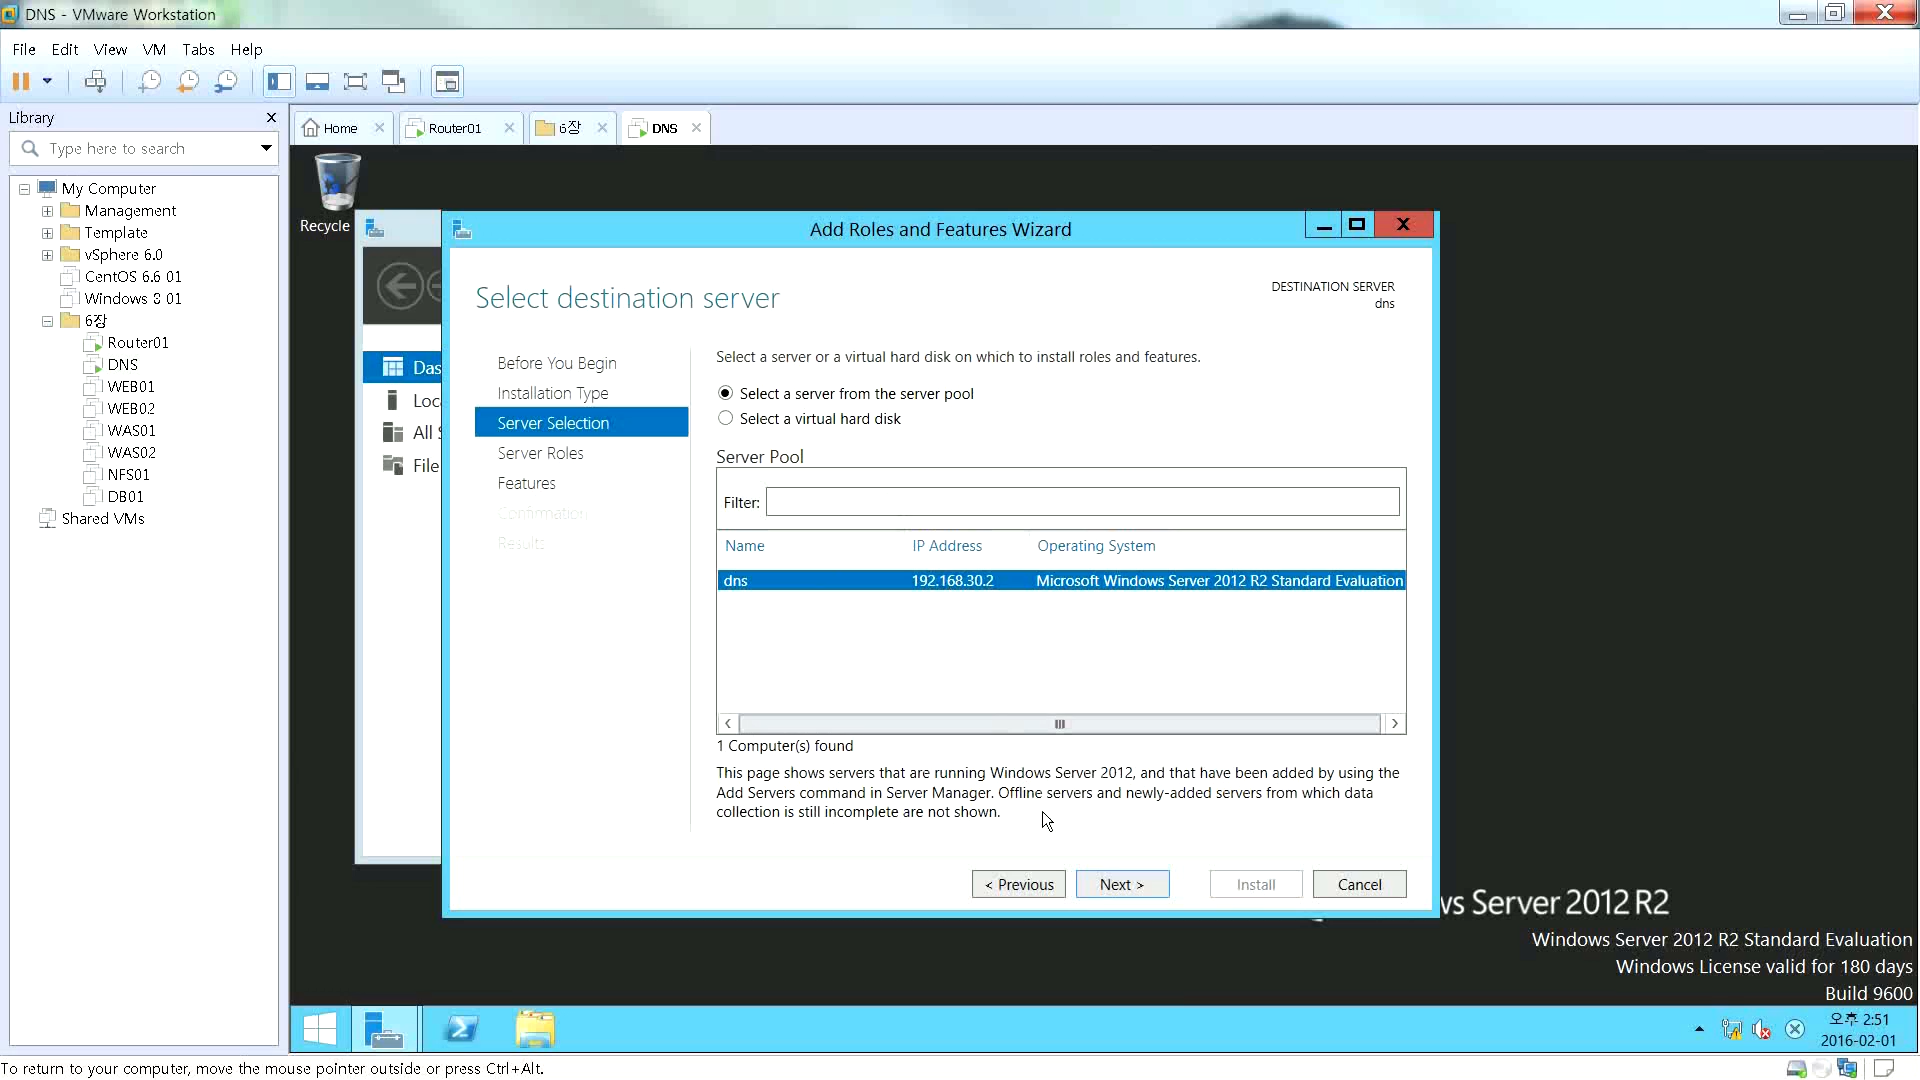 DNS - VMware Workstation
File Edit View VM Tabs Help
Library
Type here to search
My Computer
Management
Template
vSphere 6.0
CentOS 6.6 01
Windows 8 01
6장
Router01
DNS
WEB01
WEB02
WAS01
WAS02
NFS01
DB01
Shared VMs
Home
Router01
6장
DNS
Recycle
Das
Loc
All S
File
Add Roles and Features Wizard
Select destination server
DESTINATION SERVER
dns
Before You Begin
Installation Type
Server Selection
Server Roles
Features
Confirmation
Results
Select a server or a virtual hard disk on which to install roles and features.
Select a server from the server pool
Select a virtual hard disk
Server Pool
Filter:
Name IP Address Operating System
dns 192.168.30.2 Microsoft Windows Server 2012 R2 Standard Evaluation
1 Computer(s) found
This page shows servers that are running Windows Server 2012, and that have been added by using the
Add Servers command in Server Manager. Offline servers and newly-added servers from which data
collection is still incomplete are not shown.
< Previous Next > Install Cancel
ws Server 2012 R2
Windows Server 2012 R2 Standard Evaluation
Windows License valid for 180 days
Build 9600
오후 2:51
2016-02-01
To return to your computer, move the mouse pointer outside or press Ctrl+Alt.